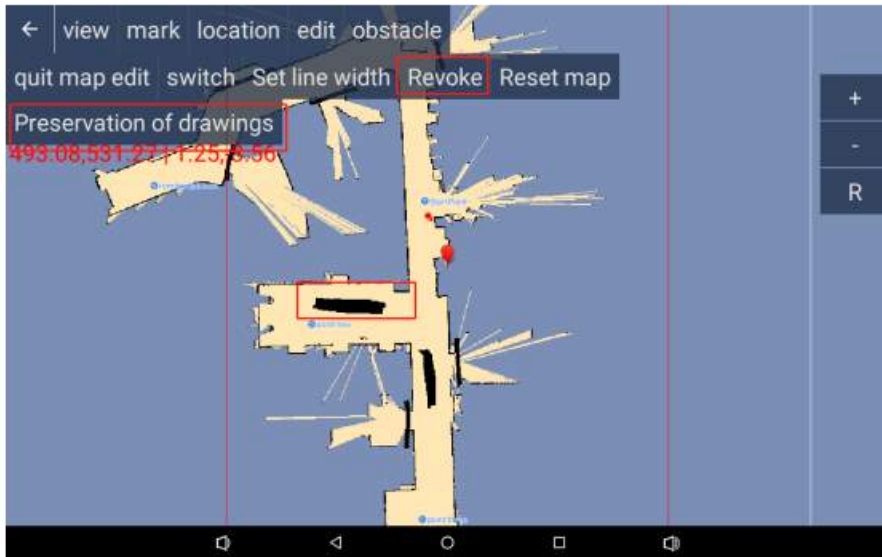 view mark location edit obstacle
quit map edit switch Set line width Revoke Reset map
Preservation of drawings
+
-
R